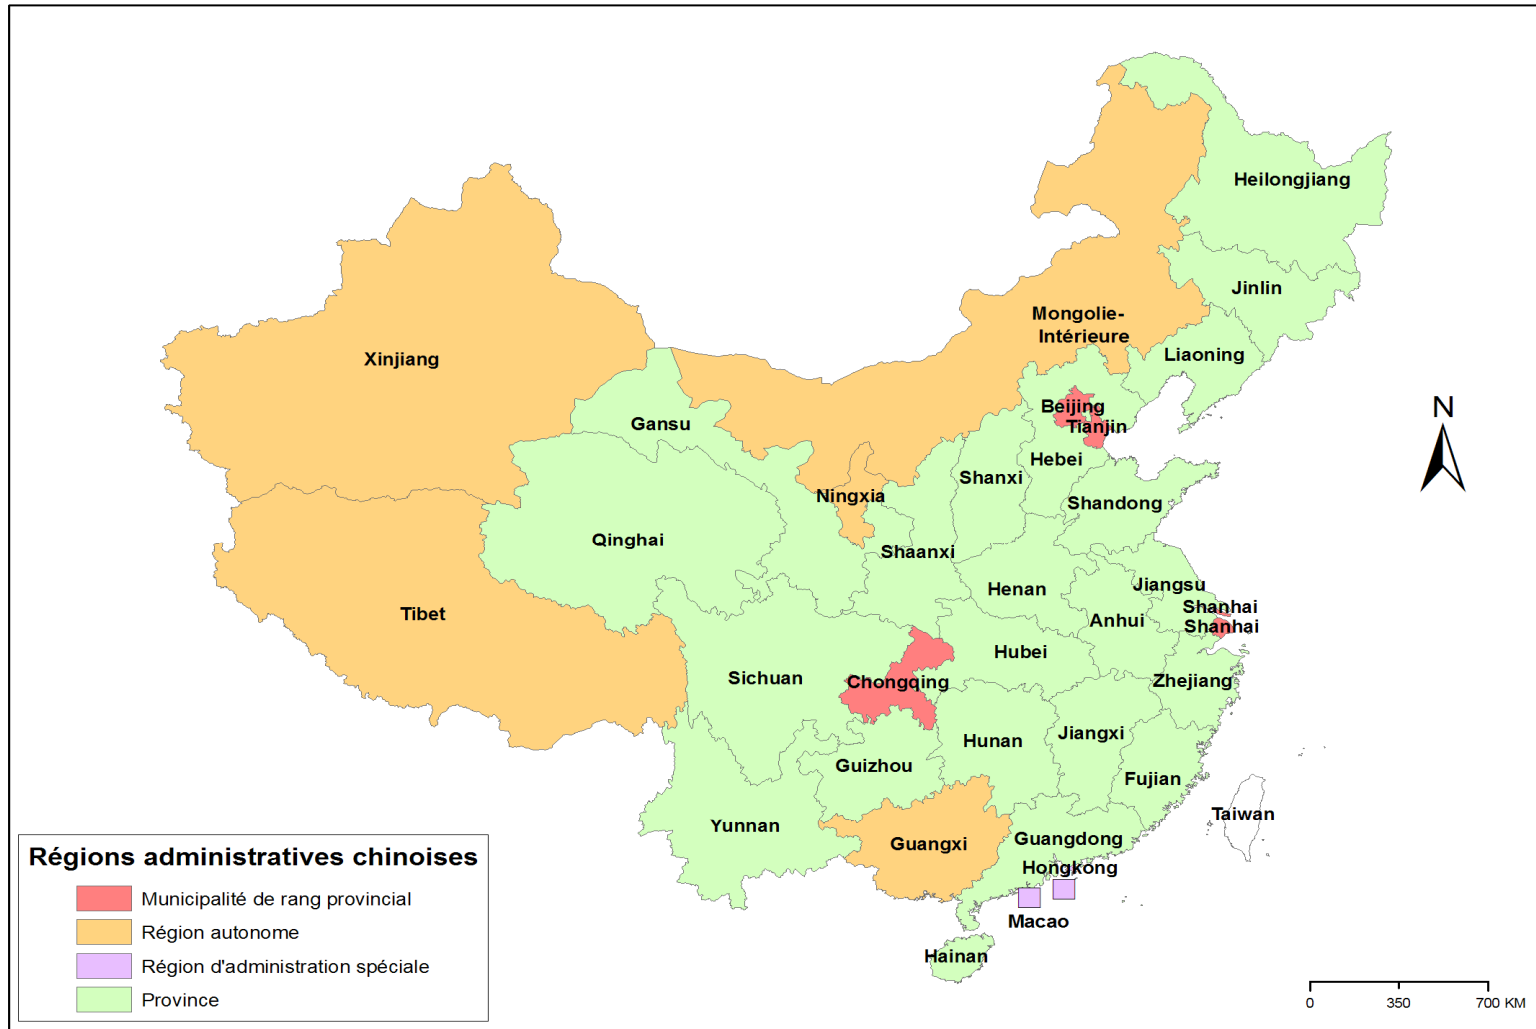 Heilongjiang
Jinlin
Mongolie-
Intérieure
Liaoning
Xinjiang
Gansu
Beijing
Tianjin
N
Hebei
Shanxi
Ningxia
Shandong
Qinghai
Shaanxi
Henan
Jiangsu
Shanhai
Tibet
Anhui
Shanhai
Hubei
Sichuan
Chongqing
Zhejiang
Hunan
Jiangxi
Guizhou
Fujian
Taiwan
Yunnan
Guangxi
Guangdong
Hongkong
Macao
Hainan
Régions administratives chinoises
Municipalité de rang provincial
Région autonome
Région d'administration spéciale
Province
0 350 700 KM